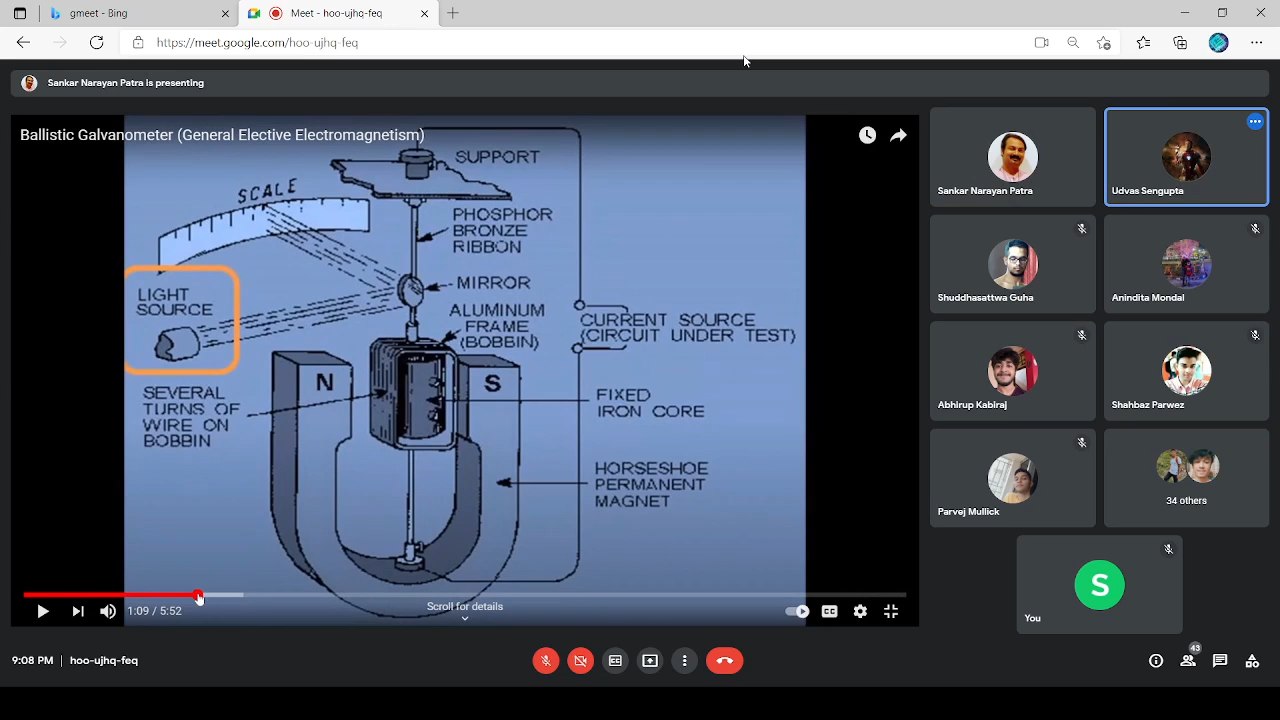 gmeet - Bing
Meet - hoo-ujhq-feq
https://meet.google.com/hoo-ujhq-feq
Sankar Narayan Patra is presenting
Ballistic Galvanometer (General Elective Electromagnetism)
SUPPORT
SCALE
PHOSPHOR
BRONZE
RIBBON
MIRROR
LIGHT
SOURCE
ALUMINUM
FRAME
(BOBBIN)
CURRENT SOURCE
(CIRCUIT UNDER TEST)
N
S
SEVERAL
TURNS OF
WIRE ON
BOBBIN
FIXED
IRON CORE
HORSESHOE
PERMANENT
MAGNET
1:09 / 5:52
Scroll for details
CC
Sankar Narayan Patra
Udvas Sengupta
Shuddhasattwa Guha
Anindita Mondal
Abhirup Kabiraj
Shahbaz Parwez
Parvej Mullick
34 others
S
You
9:08 PM
hoo-ujhq-feq
43